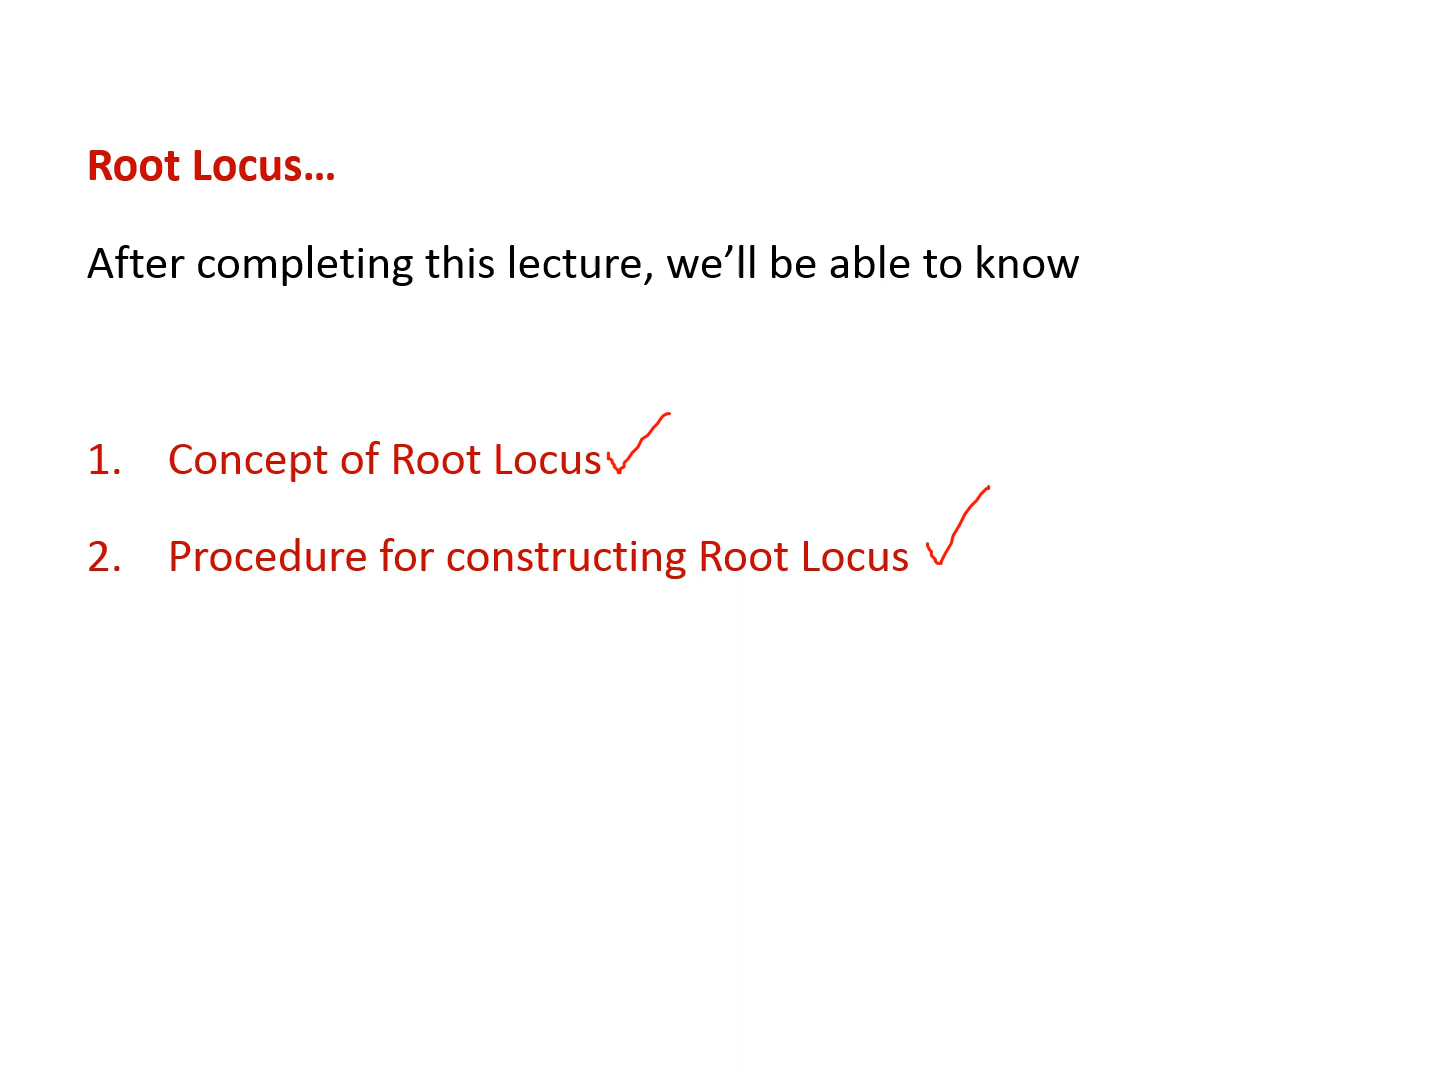 Root Locus...
After completing this lecture, we’ll be able to know
1. Concept of Root Locus
2. Procedure for constructing Root Locus